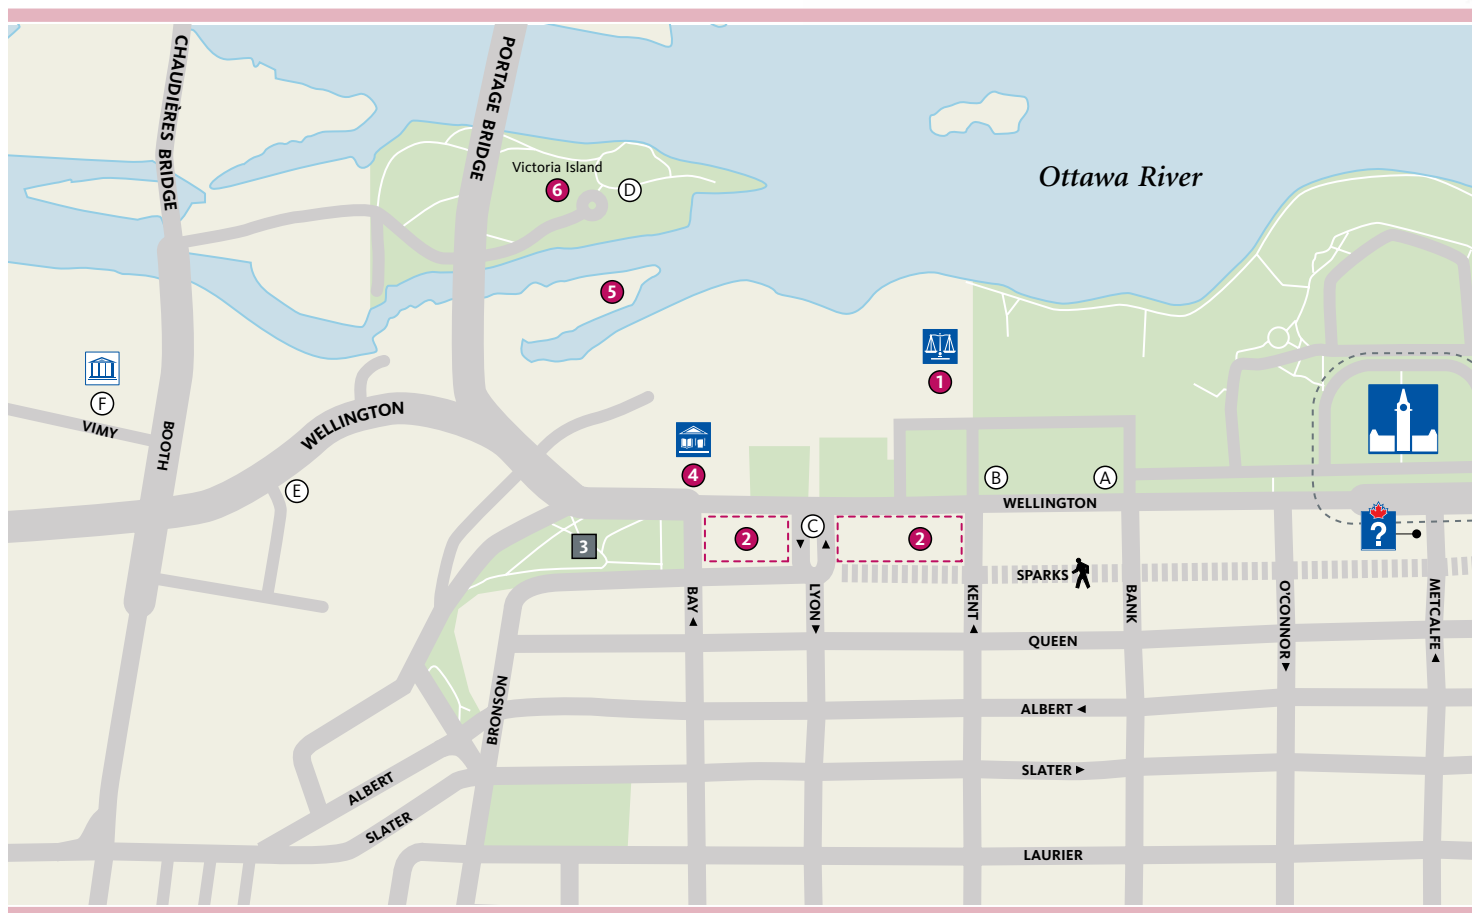 CHAUDIÈRES BRIDGE
PORTAGE BRIDGE
Victoria Island
6
D
Ottawa River
5
1
F
VIMY
BOOTH
WELLINGTON
4
E
B
A
WELLINGTON
C
2
2
3
?
SPARKS
BAY
LYON
KENT
BANK
O'CONNOR
METCALFE
QUEEN
BRONSON
ALBERT
SLATER
ALBERT
SLATER
LAURIER